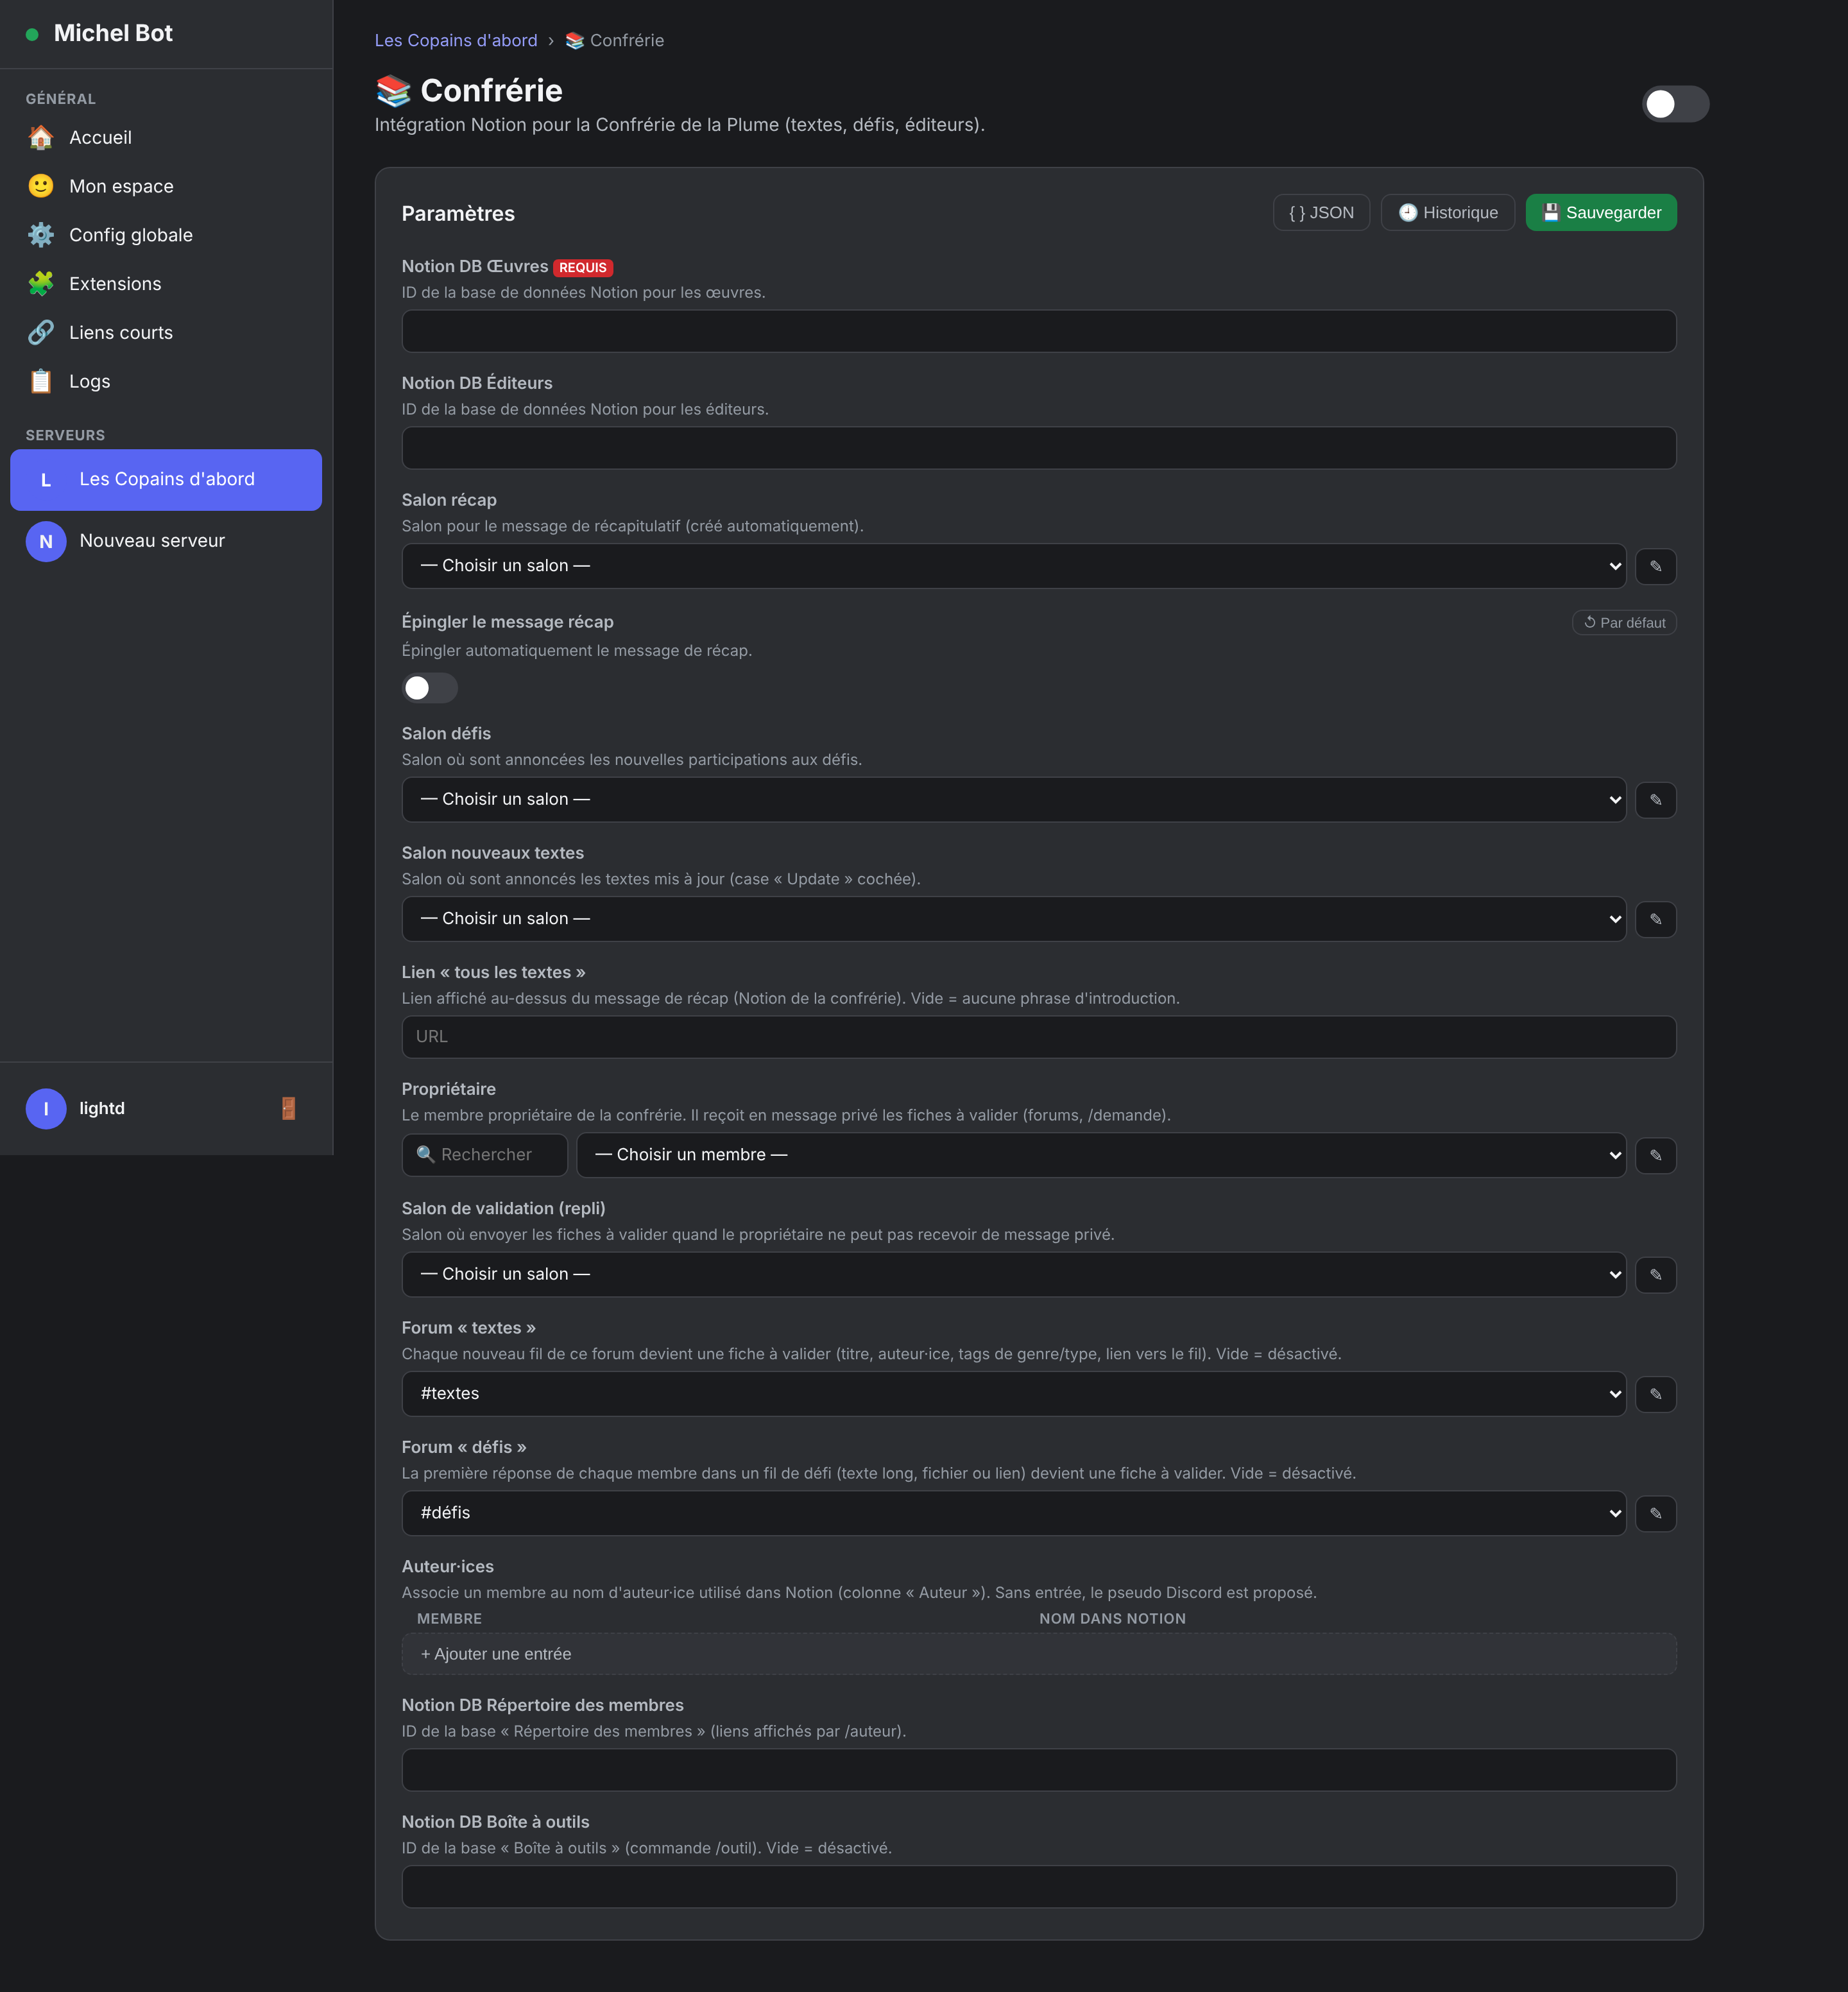 Michel Bot
GÉNÉRAL
Accueil
Mon espace
Config globale
Extensions
Liens courts
Logs
SERVEURS
L Les Copains d'abord
N Nouveau serveur
l lightd
Les Copains d'abord › Confrérie
Confrérie
Intégration Notion pour la Confrérie de la Plume (textes, défis, éditeurs).
Paramètres
{ } JSON
Historique
Sauvegarder
Notion DB Œuvres REQUIS
ID de la base de données Notion pour les œuvres.
Notion DB Éditeurs
ID de la base de données Notion pour les éditeurs.
Salon récap
Salon pour le message de récapitulatif (créé automatiquement).
— Choisir un salon —
Épingler le message récap
↺ Par défaut
Épingler automatiquement le message de récap.
Salon défis
Salon où sont annoncées les nouvelles participations aux défis.
— Choisir un salon —
Salon nouveaux textes
Salon où sont annoncés les textes mis à jour (case « Update » cochée).
— Choisir un salon —
Lien « tous les textes »
Lien affiché au-dessus du message de récap (Notion de la confrérie). Vide = aucune phrase d'introduction.
URL
Propriétaire
Le membre propriétaire de la confrérie. Il reçoit en message privé les fiches à valider (forums, /demande).
Rechercher
— Choisir un membre —
Salon de validation (repli)
Salon où envoyer les fiches à valider quand le propriétaire ne peut pas recevoir de message privé.
— Choisir un salon —
Forum « textes »
Chaque nouveau fil de ce forum devient une fiche à valider (titre, auteur·ice, tags de genre/type, lien vers le fil). Vide = désactivé.
#textes
Forum « défis »
La première réponse de chaque membre dans un fil de défi (texte long, fichier ou lien) devient une fiche à valider. Vide = désactivé.
#défis
Auteur·ices
Associe un membre au nom d'auteur·ice utilisé dans Notion (colonne « Auteur »). Sans entrée, le pseudo Discord est proposé.
MEMBRE
NOM DANS NOTION
+ Ajouter une entrée
Notion DB Répertoire des membres
ID de la base « Répertoire des membres » (liens affichés par /auteur).
Notion DB Boîte à outils
ID de la base « Boîte à outils » (commande /outil). Vide = désactivé.